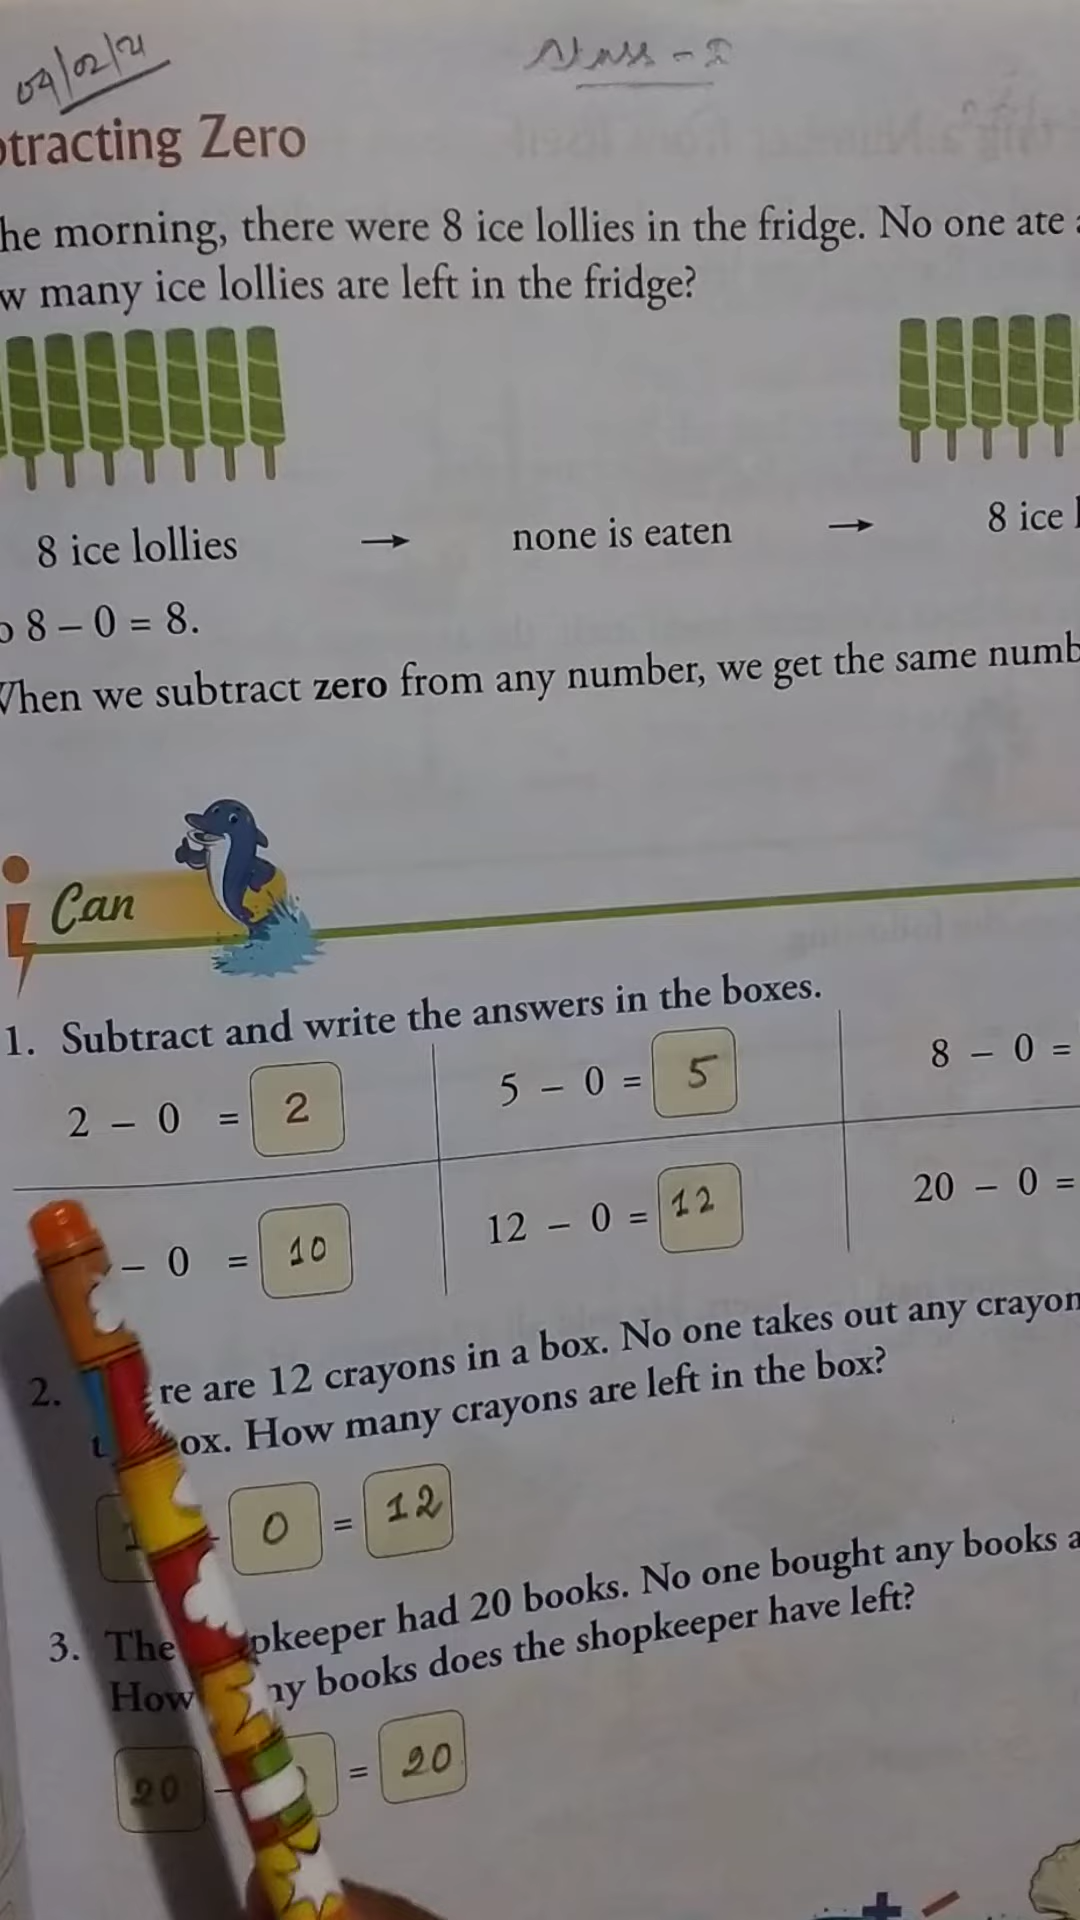 09/02/21
tracting Zero
he morning, there were 8 ice lollies in the fridge. No one ate
w many ice lollies are left in the fridge?
8 ice lollies → none is eaten → 8 ice
8 – 0 = 8.
When we subtract zero from any number, we get the same numb
i Can
1. Subtract and write the answers in the boxes.
2 – 0 = 2 5 – 0 = 5 8 – 0 =
– 0 = 10 12 – 0 = 12 20 – 0 =
2. re are 12 crayons in a box. No one takes out any crayon
ox. How many crayons are left in the box?
0 = 12
3. The pkeeper had 20 books. No one bought any books a
How ny books does the shopkeeper have left?
20 – = 20